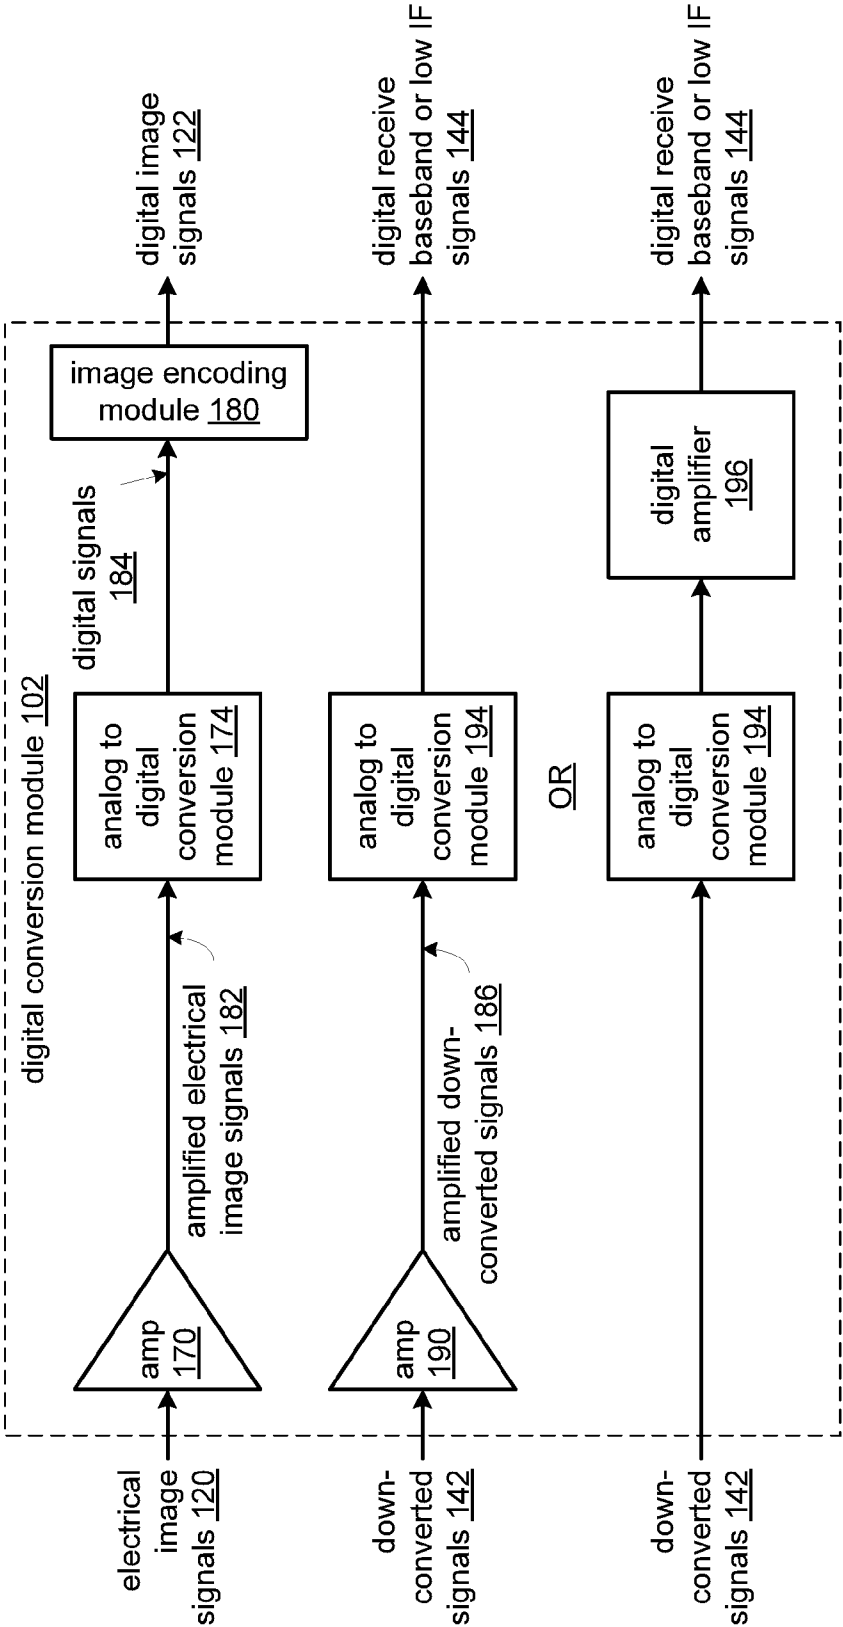 digital conversion module 102
electrical
image
signals 120
amp
170
amplified electrical
image signals 182
analog to
digital
conversion
module 174
digital signals
184
image encoding
module 180
digital image
signals 122
down-
converted
signals 142
amp
190
amplified down-
converted signals 186
analog to
digital
conversion
module 194
digital receive
baseband or low IF
signals 144
OR
down-
converted
signals 142
analog to
digital
conversion
module 194
digital
amplifier
196
digital receive
baseband or low IF
signals 144